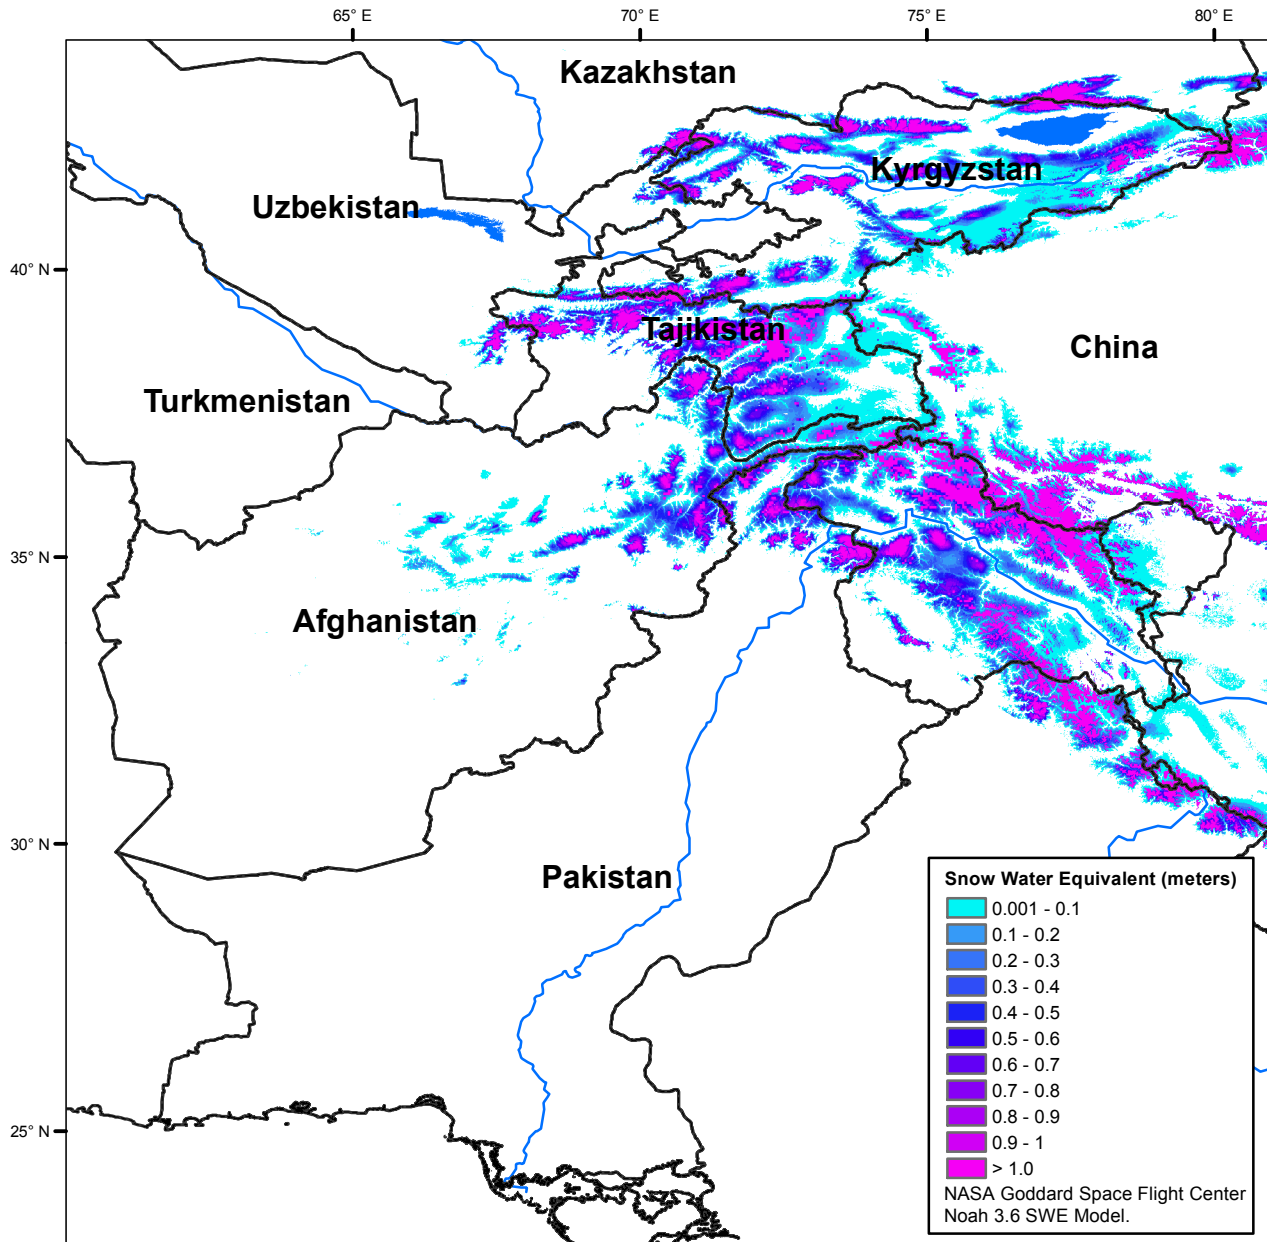 65° E
70° E
75° E
80° E
Kazakhstan
Kyrgyzstan
Uzbekistan
40° N
Tajikistan
China
Turkmenistan
35° N
Afghanistan
30° N
Pakistan
25° N
Snow Water Equivalent (meters)
0.001 - 0.1
0.1 - 0.2
0.2 - 0.3
0.3 - 0.4
0.4 - 0.5
0.5 - 0.6
0.6 - 0.7
0.7 - 0.8
0.8 - 0.9
0.9 - 1
> 1.0
NASA Goddard Space Flight Center
Noah 3.6 SWE Model.